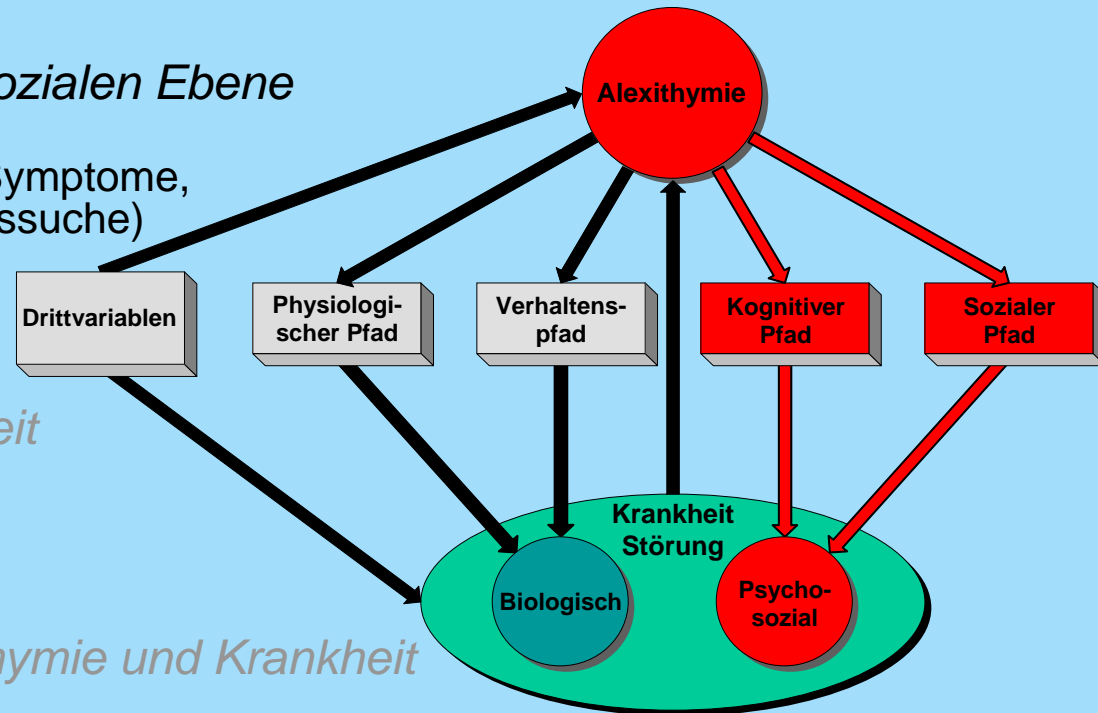 ozialen Ebene
Symptome,
ssuche)
eit
hymie und Krankheit
Alexithymie
Drittvariablen
Physiologi-
scher Pfad
Verhaltens-
pfad
Kognitiver
Pfad
Sozialer
Pfad
Krankheit
Störung
Biologisch
Psycho-
sozial